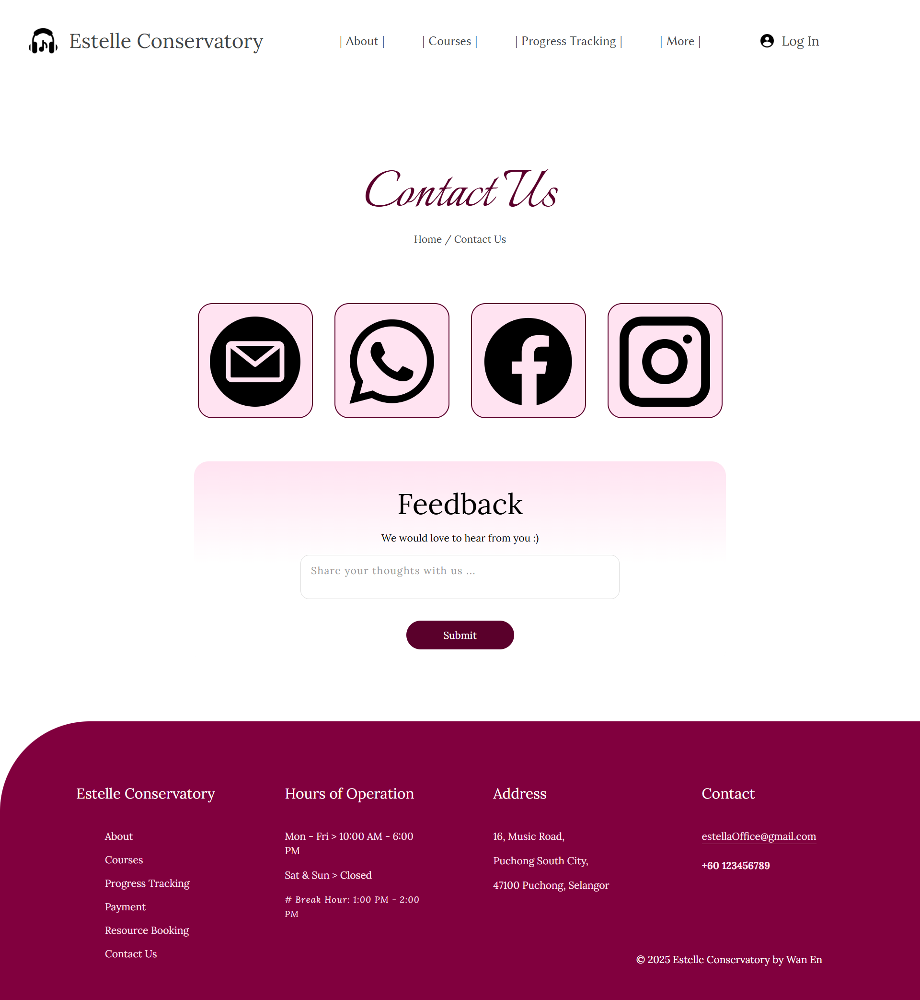 Estelle Conservatory
| About |
| Courses |
| Progress Tracking |
| More |
Log In
Contact Us
Home / Contact Us
Feedback
We would love to hear from you :)
Share your thoughts with us ...
Submit
Estelle Conservatory
About
Courses
Progress Tracking
Payment
Resource Booking
Contact Us
Hours of Operation
Mon - Fri > 10:00 AM - 6:00
PM
Sat & Sun > Closed
# Break Hour: 1:00 PM - 2:00
PM
Address
16, Music Road,
Puchong South City,
47100 Puchong, Selangor
Contact
estellaOffice@gmail.com
+60 123456789
© 2025 Estelle Conservatory by Wan En